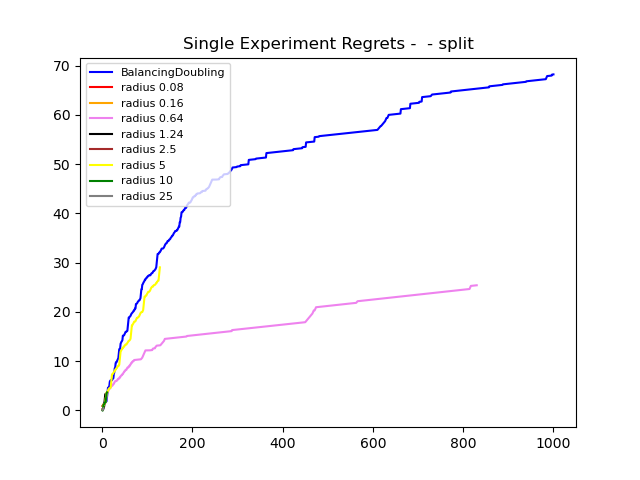 Single Experiment Regrets -  - split
70
60
50
40
30
20
10
0
BalancingDoubling
radius 0.08
radius 0.16
radius 0.64
radius 1.24
radius 2.5
radius 5
radius 10
radius 25
0 200 400 600 800 1000